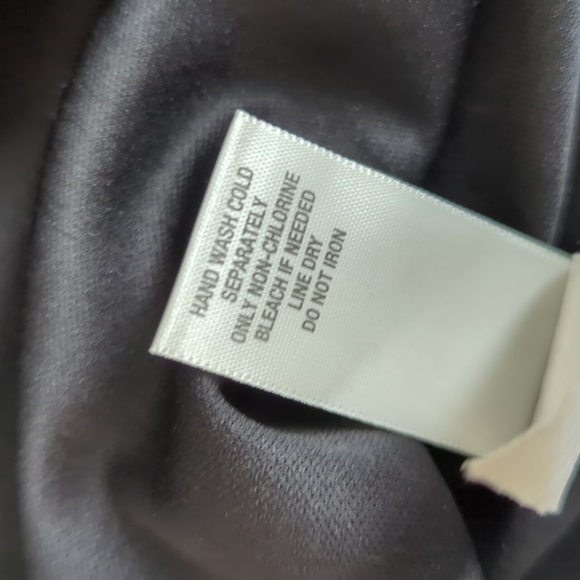 HAND WASH COLD
SEPARATELY
ONLY NON-CHLORINE
BLEACH IF NEEDED
LINE DRY
DO NOT IRON